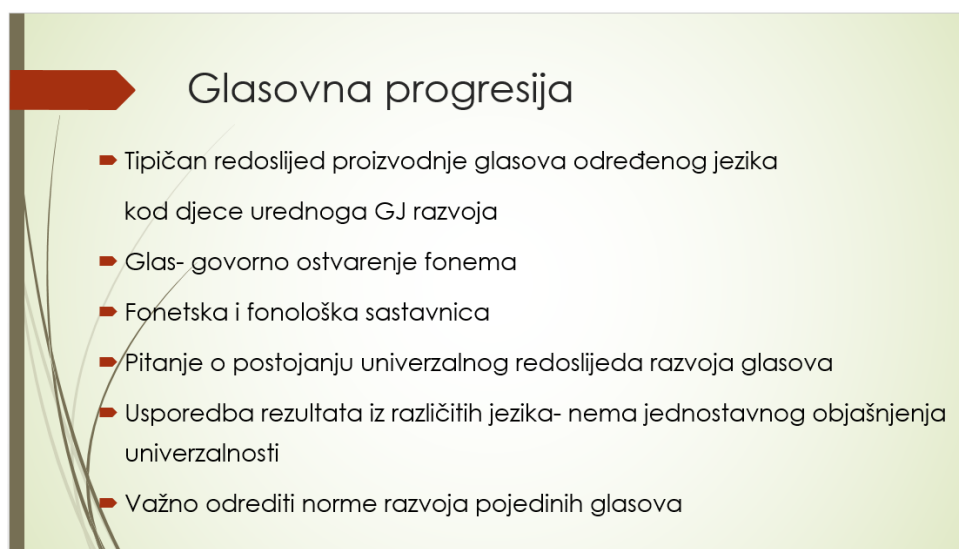 Glasovna progresija
Tipičan redoslijed proizvodnje glasova određenog jezika
kod djece urednoga GJ razvoja
Glas- govorno ostvarenje fonema
Fonetska i fonološka sastavnica
Pitanje o postojanju univerzalnog redoslijeda razvoja glasova
Usporedba rezultata iz različitih jezika- nema jednostavnog objašnjenja
univerzalnosti
Važno odrediti norme razvoja pojedinih glasova